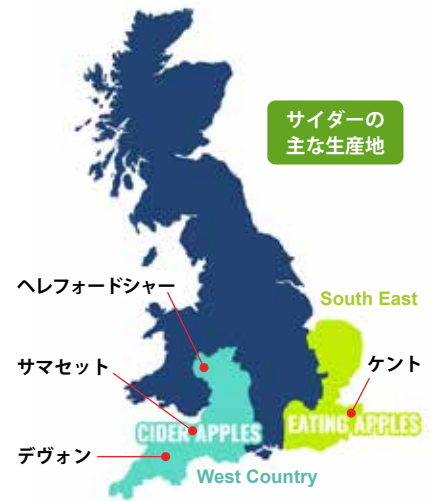 サイダーの
主な生産地
ヘレフォードシャー
South East
サマセット
ケント
CIDER APPLES
EATING APPLES
デヴォン
West Country